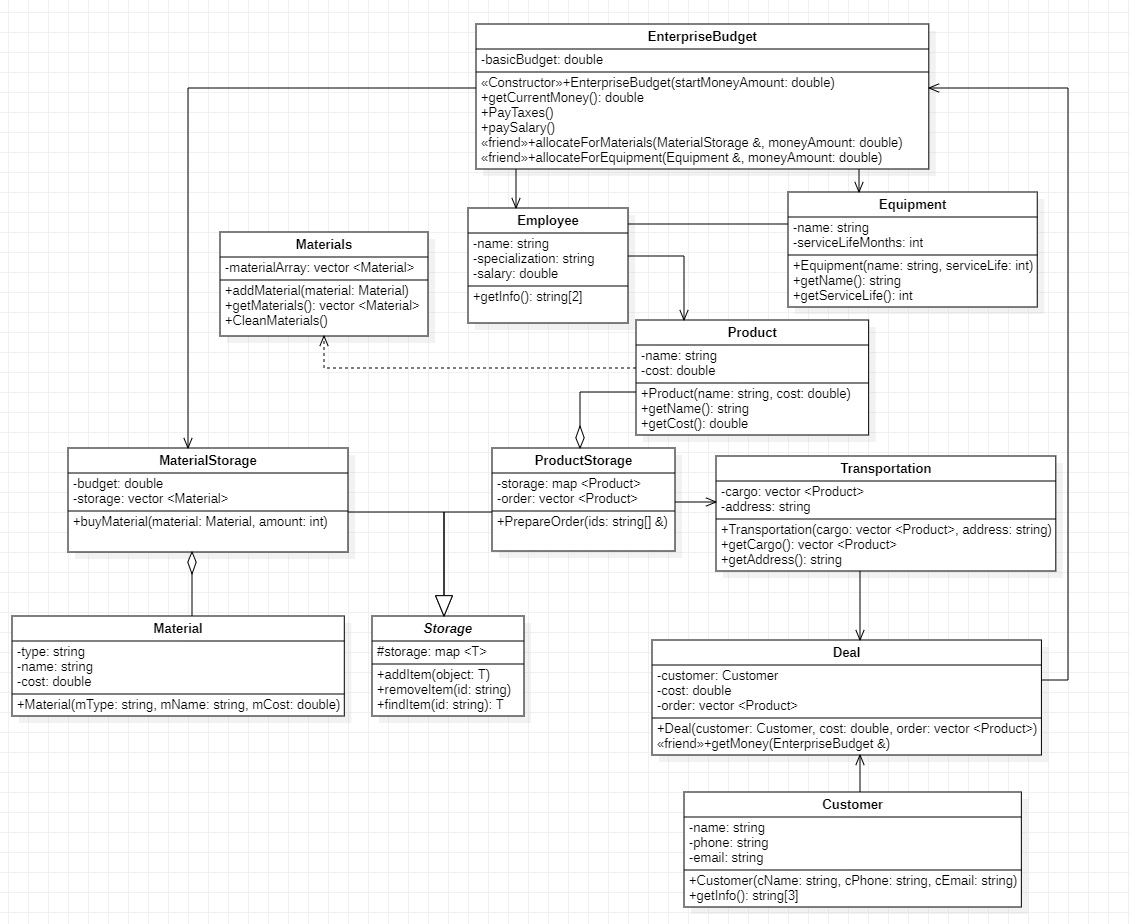 EnterpriseBudget
-basicBudget: double
«Constructor»+EnterpriseBudget(startMoneyAmount: double)
+getCurrentMoney(): double
+PayTaxes()
+paySalary()
«friend»+allocateForMaterials(MaterialStorage &, moneyAmount: double)
«friend»+allocateForEquipment(Equipment &, moneyAmount: double)
Equipment
-name: string
-serviceLifeMonths: int
+Equipment(name: string, serviceLife: int)
+getName(): string
+getServiceLife(): int
Employee
-name: string
-specialization: string
-salary: double
+getInfo(): string[2]
Materials
-materialArray: vector <Material>
+addMaterial(material: Material)
+getMaterials(): vector <Material>
+CleanMaterials()
Product
-name: string
-cost: double
+Product(name: string, cost: double)
+getName(): string
+getCost(): double
MaterialStorage
-budget: double
-storage: vector <Material>
+buyMaterial(material: Material, amount: int)
ProductStorage
-storage: map <Product>
-order: vector <Product>
+PrepareOrder(ids: string[] &)
Transportation
-cargo: vector <Product>
-address: string
+Transportation(cargo: vector <Product>, address: string)
+getCargo(): vector <Product>
+getAddress(): string
Material
-type: string
-name: string
-cost: double
+Material(mType: string, mName: string, mCost: double)
Storage
#storage: map <T>
+addItem(object: T)
+removeItem(id: string)
+findItem(id: string): T
Deal
-customer: Customer
-cost: double
-order: vector <Product>
+Deal(customer: Customer, cost: double, order: vector <Product>)
«friend»+getMoney(EnterpriseBudget &)
Customer
-name: string
-phone: string
-email: string
+Customer(cName: string, cPhone: string, cEmail: string)
+getInfo(): string[3]